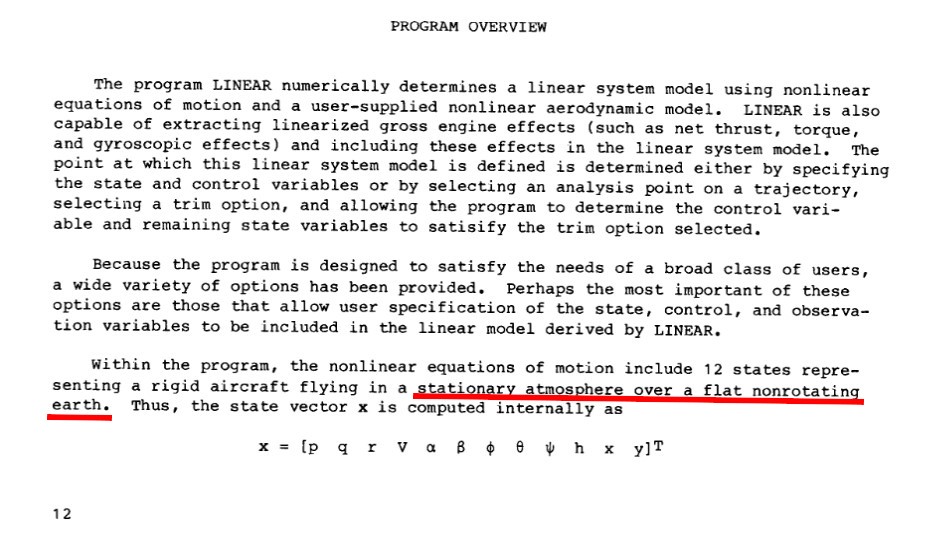 PROGRAM OVERVIEW
The program LINEAR numerically determines a linear system model using nonlinear
equations of motion and a user-supplied nonlinear aerodynamic model. LINEAR is also
capable of extracting linearized gross engine effects (such as net thrust, torque,
and gyroscopic effects) and including these effects in the linear system model. The
point at which this linear system model is defined is determined either by specifying
the state and control variables or by selecting an analysis point on a trajectory,
selecting a trim option, and allowing the program to determine the control vari-
able and remaining state variables to satisify the trim option selected.
Because the program is designed to satisfy the needs of a broad class of users,
a wide variety of options has been provided. Perhaps the most important of these
options are those that allow user specification of the state, control, and observa-
tion variables to be included in the linear model derived by LINEAR.
Within the program, the nonlinear equations of motion include 12 states repre-
senting a rigid aircraft flying in a stationary atmosphere over a flat nonrotating
earth. Thus, the state vector x is computed internally as
x = [p q r V α β ϕ θ ψ h x y]T
12